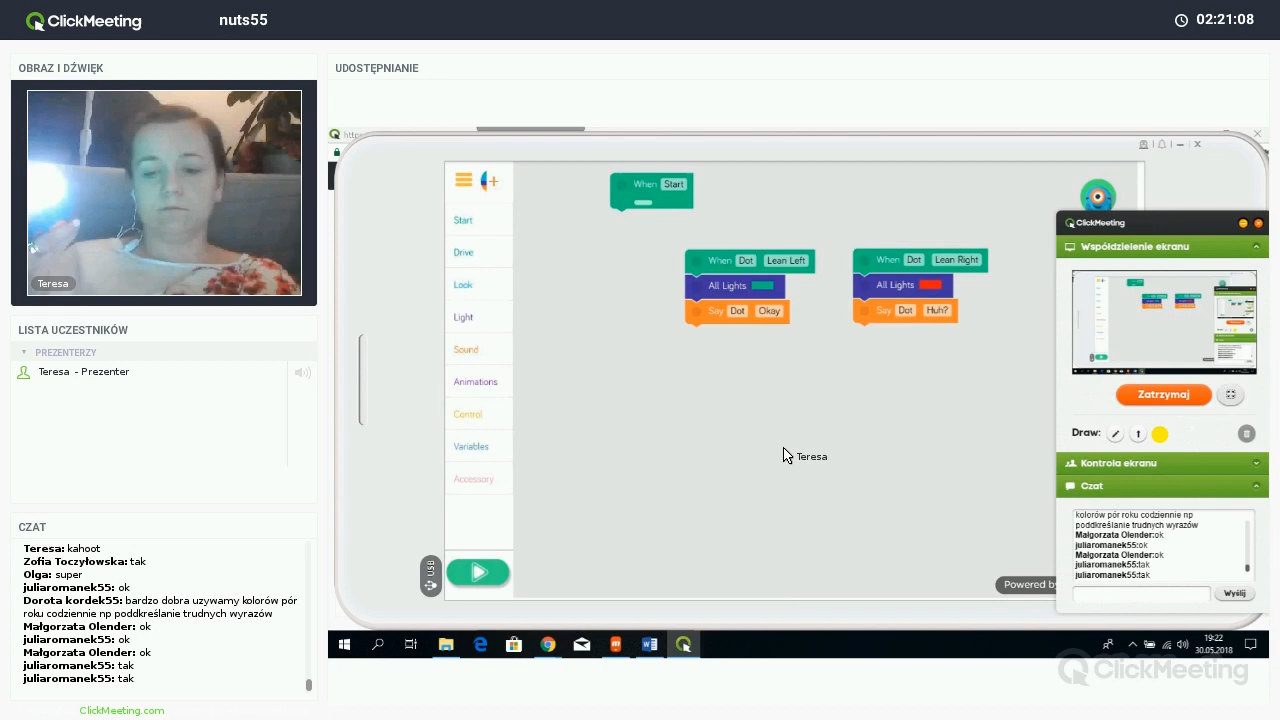 ClickMeeting
nuts55
02:21:08
OBRAZ I DŹWIĘK
UDOSTĘPNIANIE
Teresa
LISTA UCZESTNIKÓW
PREZENTERZY
Teresa - Prezenter
CZAT
Teresa: kahoot
Zofia Toczyłowska: tak
Olga: super
juliaromanek55: ok
Dorota kordek55: bardzo dobra uzywamy kolorów pór
roku codziennie np poddkreślanie trudnych wyrazów
Małgorzata Olender: ok
juliaromanek55: ok
Małgorzata Olender: ok
juliaromanek55: tak
juliaromanek55: tak
ClickMeeting.com
Start
Drive
Look
Light
Sound
Animations
Control
Variables
Accessory
When Start
When Dot Lean Left
All Lights
Say Dot Okay
When Dot Lean Right
All Lights
Say Dot Huh?
Teresa
USB
Powered by
ClickMeeting
Współdzielenie ekranu
Zatrzymaj
Draw:
Kontrola ekranu
Czat
kolorów pór roku codziennie np
poddkreślanie trudnych wyrazów
Małgorzata Olender:ok
juliaromanek55:ok
Małgorzata Olender:ok
juliaromanek55:tak
juliaromanek55:tak
Wyślij
19:22
30.05.2018
ClickMeeting